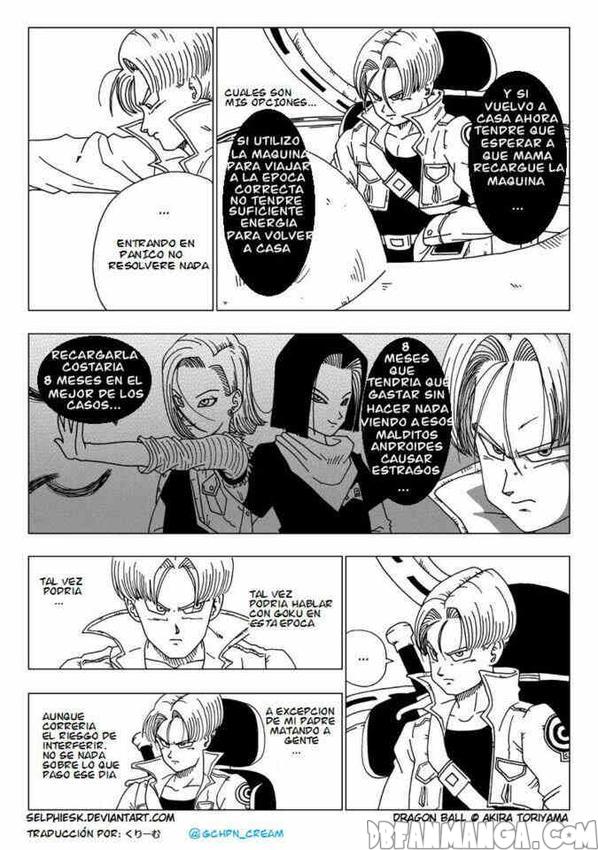 ...
ENTRANDO EN
PANICO NO
RESOLVERE NADA
CUALES SON
MIS OPCIONES...
SI UTILIZO
LA MAQUINA
PARA VIAJAR
A LA EPOCA
CORRECTA
NO TENDRE
SUFICIENTE
ENERGIA
PARA VOLVER
A CASA
Y SI
VUELVO A
CASA AHORA
TENDRE QUE
ESPERAR A
A QUE MAMA
RECARGUE LA
MAQUINA
...
RECARGARLA
COSTARIA
8 MESES EN EL
MEJOR DE LOS
CASOS...
8
MESES
QUE
TENDRIA QUE
GASTAR SIN
HACER NADA
VIENDO A ESOS
MALDITOS
ANDROIDES
CAUSAR
ESTRAGOS
...
TAL VEZ
PODRIA
...
TAL VEZ
PODRIA HABLAR
CON GOKU EN
ESTA EPOCA
...
AUNQUE
CORRERIA
EL RIESGO DE
INTERFERIR.
NO SE NADA
SOBRE LO QUE
PASO ESE DIA
A EXCEPCION
DE MI PADRE
MATANDO A
GENTE
...
SELPHIESK.DEVIANTART.COM
DRAGON BALL © AKIRA TORIYAMA
TRADUCCIÓN POR: くりーむ
@GCHPN_CREAM
DBFANMANGA.COM